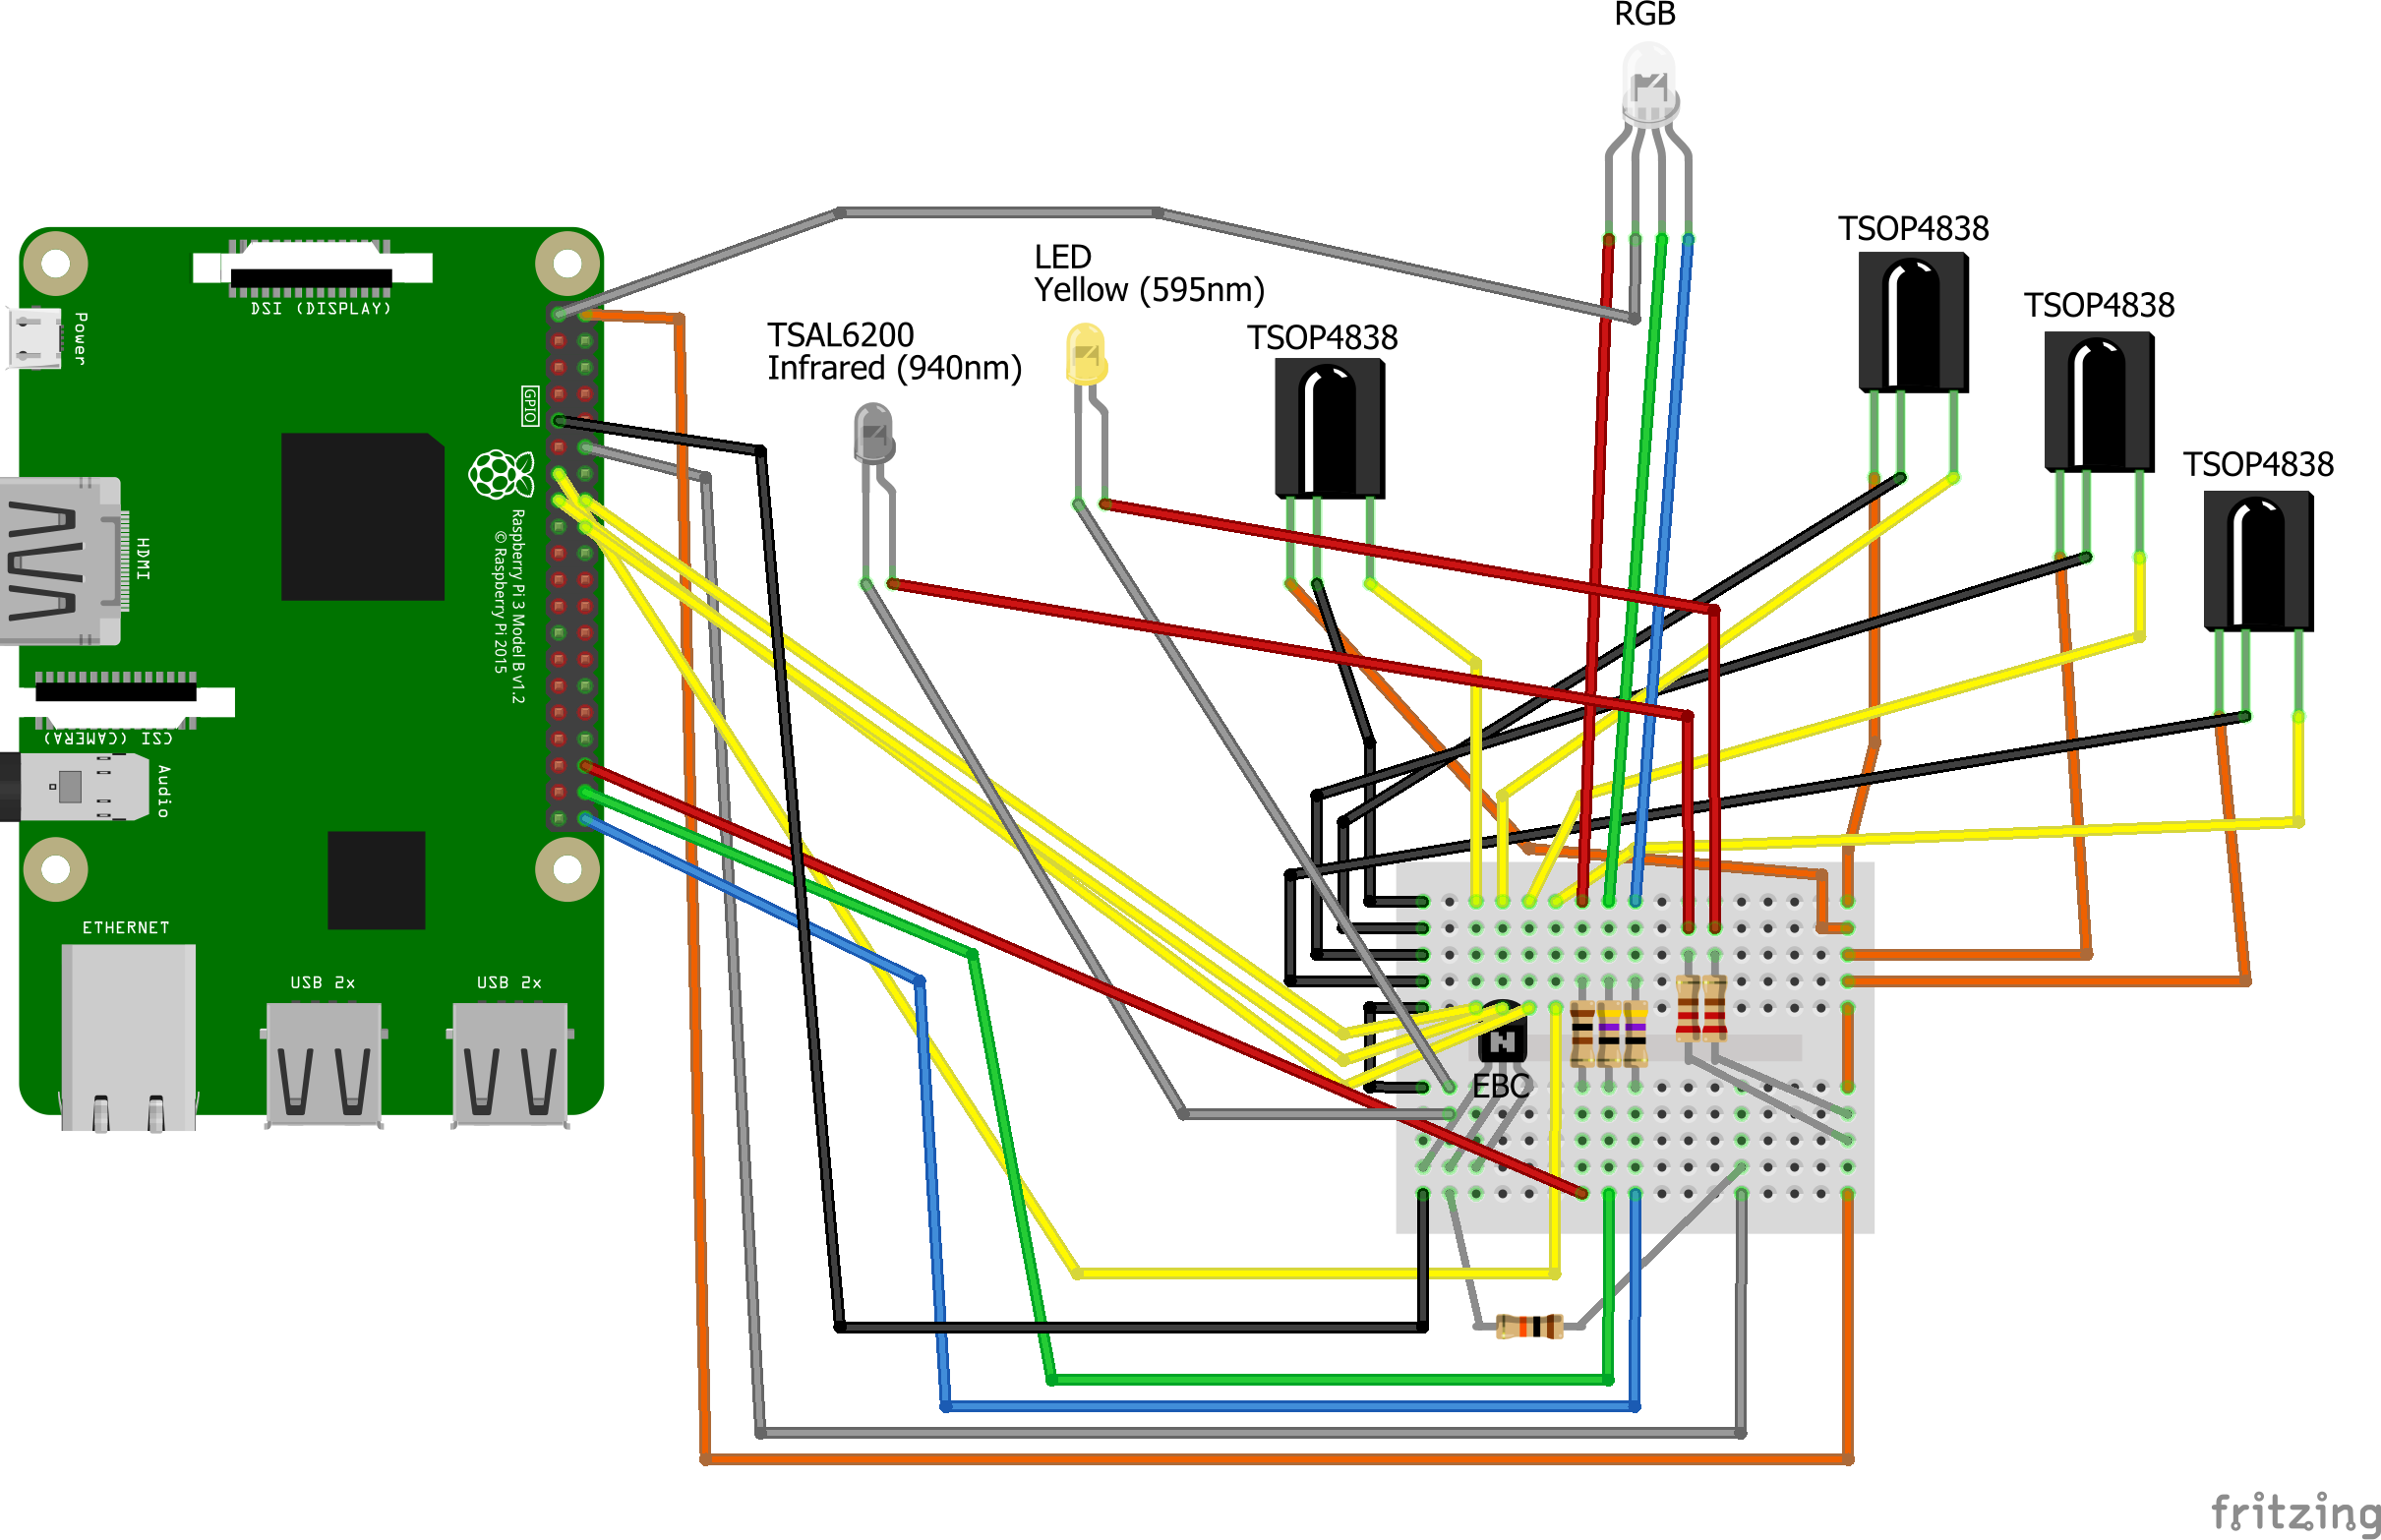 RGB
TSOP4838
LED
Yellow (595nm)
TSOP4838
TSAL6200
Infrared (940nm)
TSOP4838
TSOP4838
DSI (DISPLAY)
Power
GPIO
HDMI
Raspberry Pi 3 Model B v1.2
© Raspberry Pi 2015
CSI (CAMERA)
Audio
ETHERNET
USB 2x
USB 2x
N
EBC
fritzing